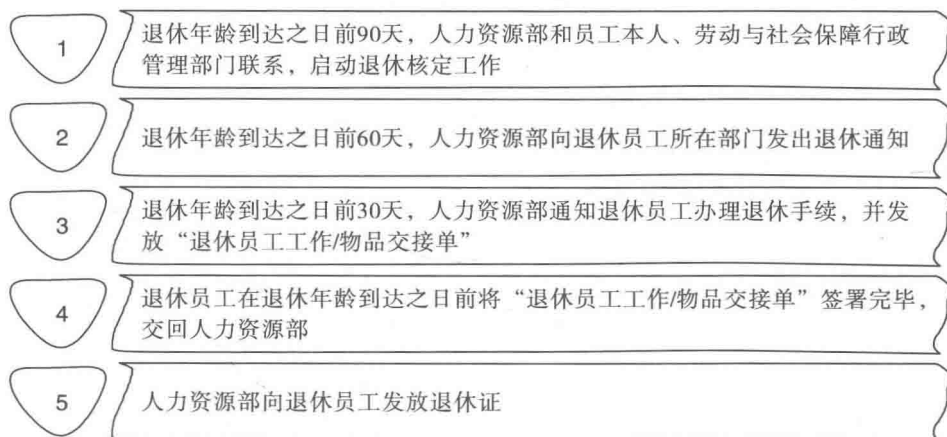 1
退休年龄到达之日前90天，人力资源部和员工本人、劳动与社会保障行政
管理部门联系，启动退休核定工作
2
退休年龄到达之日前60天，人力资源部向退休员工所在部门发出退休通知
3
退休年龄到达之日前30天，人力资源部通知退休员工办理退休手续，并发
放“退休员工工作/物品交接单”
4
退休员工在退休年龄到达之日前将“退休员工工作/物品交接单”签署完毕，
交回人力资源部
5
人力资源部向退休员工发放退休证